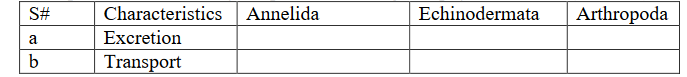 S# Characteristics Annelida Echinodermata Arthropoda
a Excretion
b Transport